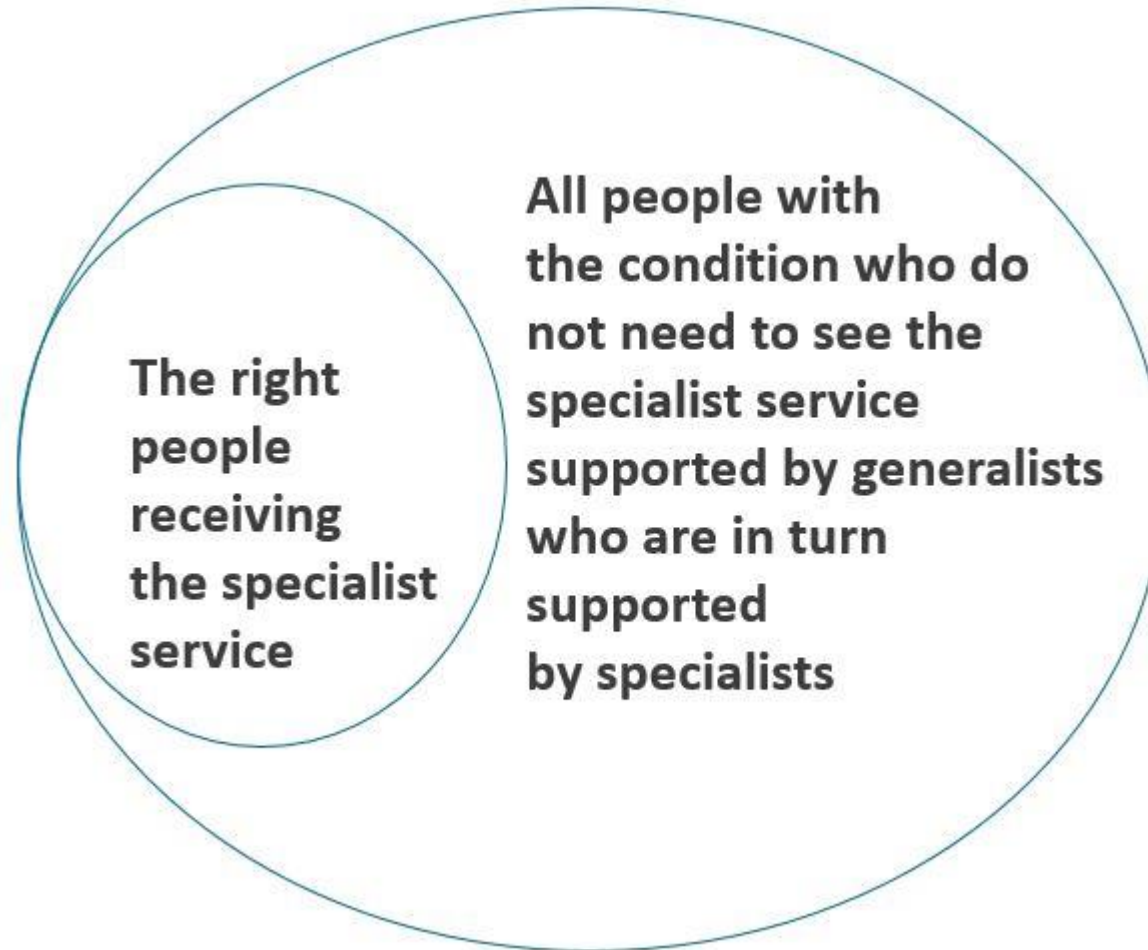 The right
people
receiving
the specialist
service
All people with
the condition who do
not need to see the
specialist service
supported by generalists
who are in turn
supported
by specialists